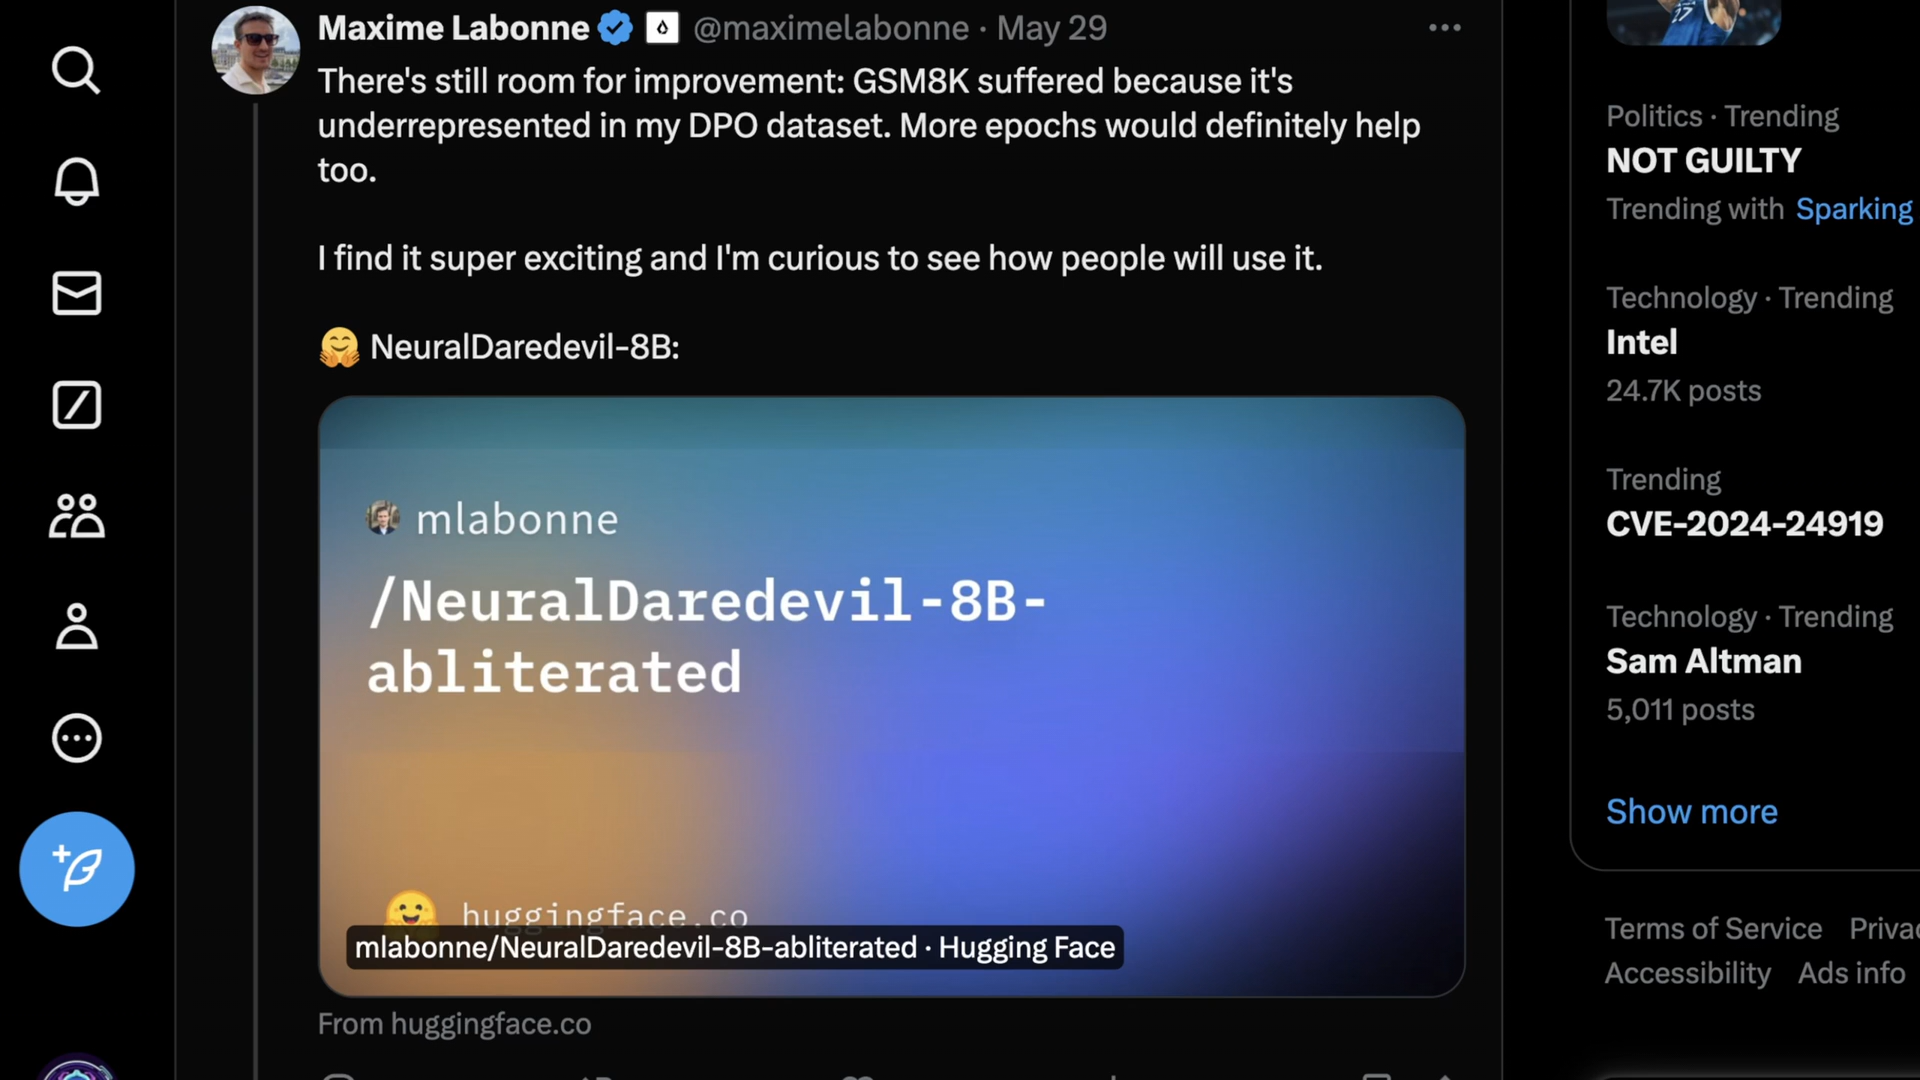 Maxime Labonne @maximelabonne · May 29
There's still room for improvement: GSM8K suffered because it's
underrepresented in my DPO dataset. More epochs would definitely help
too.
I find it super exciting and I'm curious to see how people will use it.
🤗 NeuralDaredevil-8B:
mlabonne
/NeuralDaredevil-8B-
abliterated
huggingface.co
mlabonne/NeuralDaredevil-8B-abliterated · Hugging Face
From huggingface.co
Politics · Trending
NOT GUILTY
Trending with Sparking
Technology · Trending
Intel
24.7K posts
Trending
CVE-2024-24919
Technology · Trending
Sam Altman
5,011 posts
Show more
Terms of Service
Accessibility Ads info